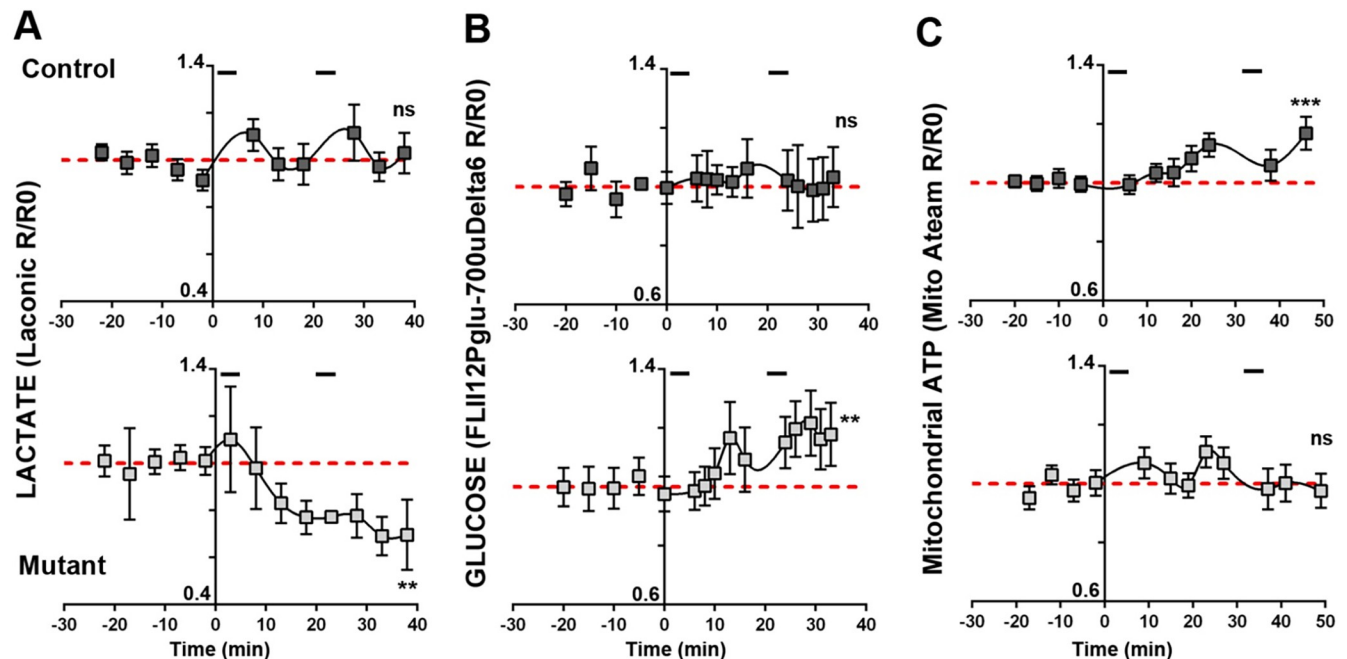 A
Control
LACTATE (Laconic R/R0)
1.4
ns
0.4
-30 -20 -10 0 10 20 30 40
1.4
Mutant
**
0.4
-30 -20 -10 0 10 20 30 40
Time (min)
B
GLUCOSE (FLII12Pglu-700uDelta6 R/R0)
1.4
ns
0.6
-30 -20 -10 0 10 20 30 40
1.4
**
0.6
-30 -20 -10 0 10 20 30 40
Time (min)
C
Mitochondrial ATP (Mito Ateam R/R0)
1.4
***
0.6
-30 -20 -10 0 10 20 30 40 50
1.4
ns
0.6
-30 -20 -10 0 10 20 30 40 50
Time (min)